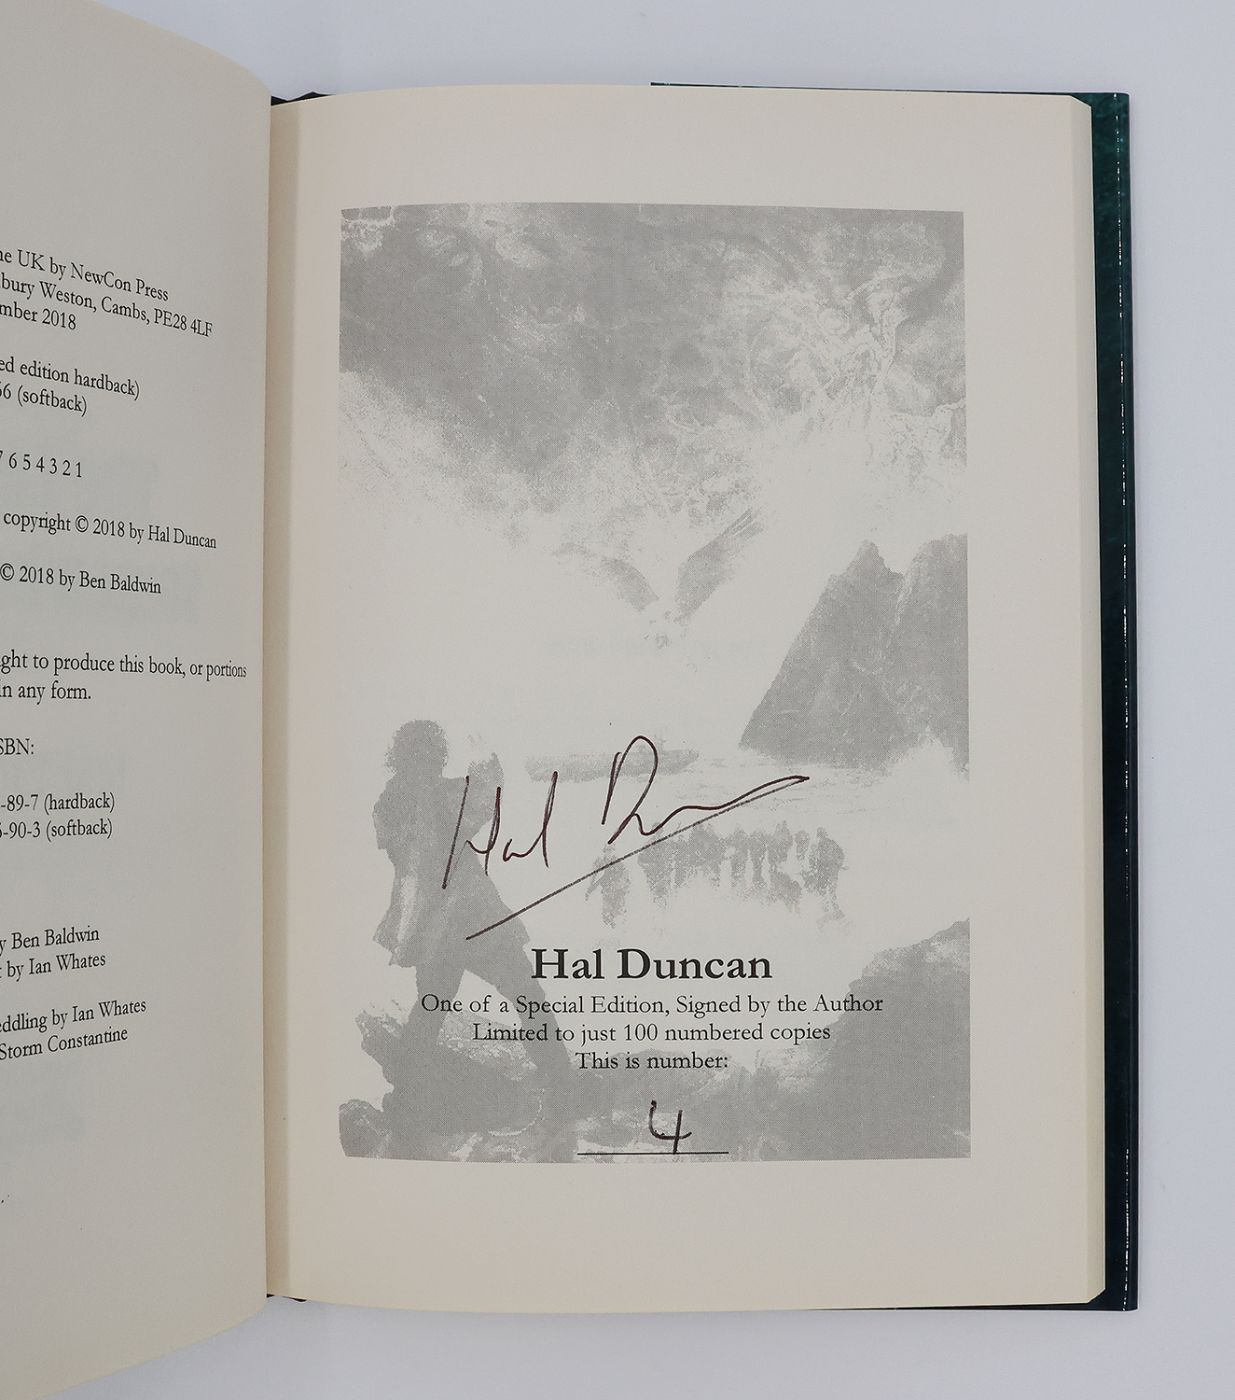 he UK by NewCon Press
bury Weston, Cambs, PE28 4LF
mber 2018
ed edition hardback)
66 (softback)
7 6 5 4 3 2 1
copyright © 2018 by Hal Duncan
© 2018 by Ben Baldwin
ght to produce this book, or portions
in any form.
SBN:
-89-7 (hardback)
-90-3 (softback)
y Ben Baldwin
t by Ian Whates
eddling by Ian Whates
Storm Constantine
Hal Duncan
Hal Duncan
One of a Special Edition, Signed by the Author
Limited to just 100 numbered copies
This is number:
4